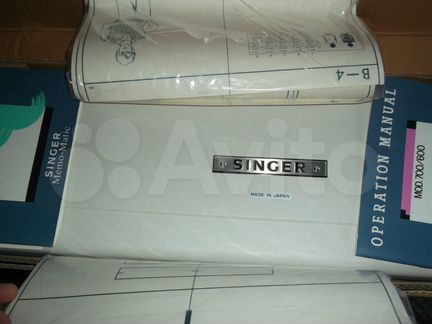 B-4
SINGER
Memo-Matic
SINGER
MADE IN JAPAN
OPERATION MANUAL
MOD.700/600
Avito